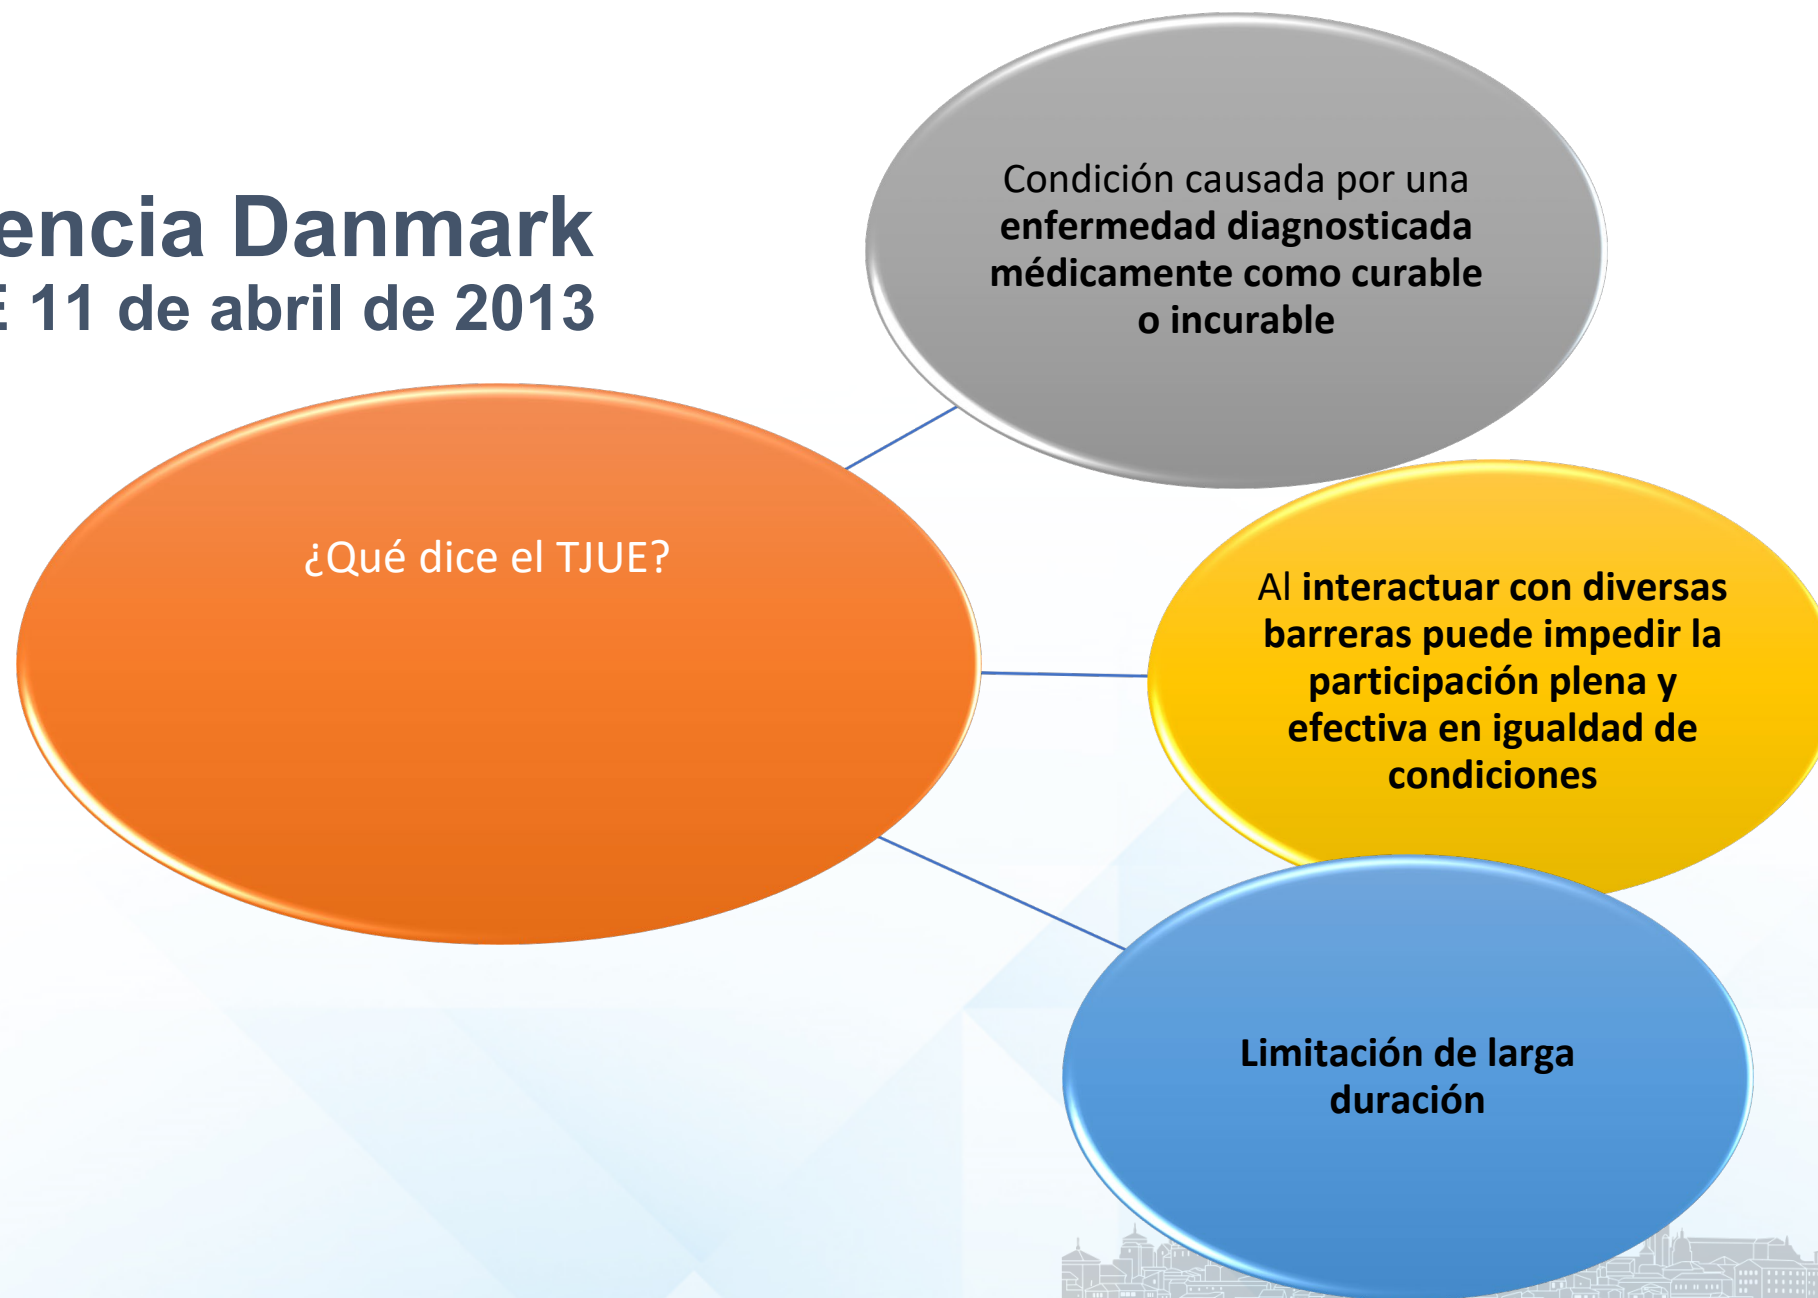 encia Danmark
E 11 de abril de 2013
Condición causada por una
enfermedad diagnosticada
médicamente como curable
o incurable
¿Qué dice el TJUE?
Al interactuar con diversas
barreras puede impedir la
participación plena y
efectiva en igualdad de
condiciones
Limitación de larga
duración